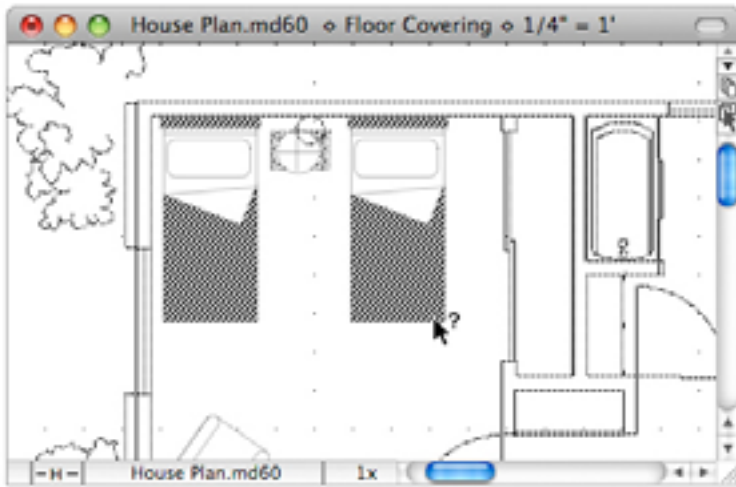 House Plan.md60 ⋄ Floor Covering ⋄ 1/4" = 1'
?
H House Plan.md60 1x